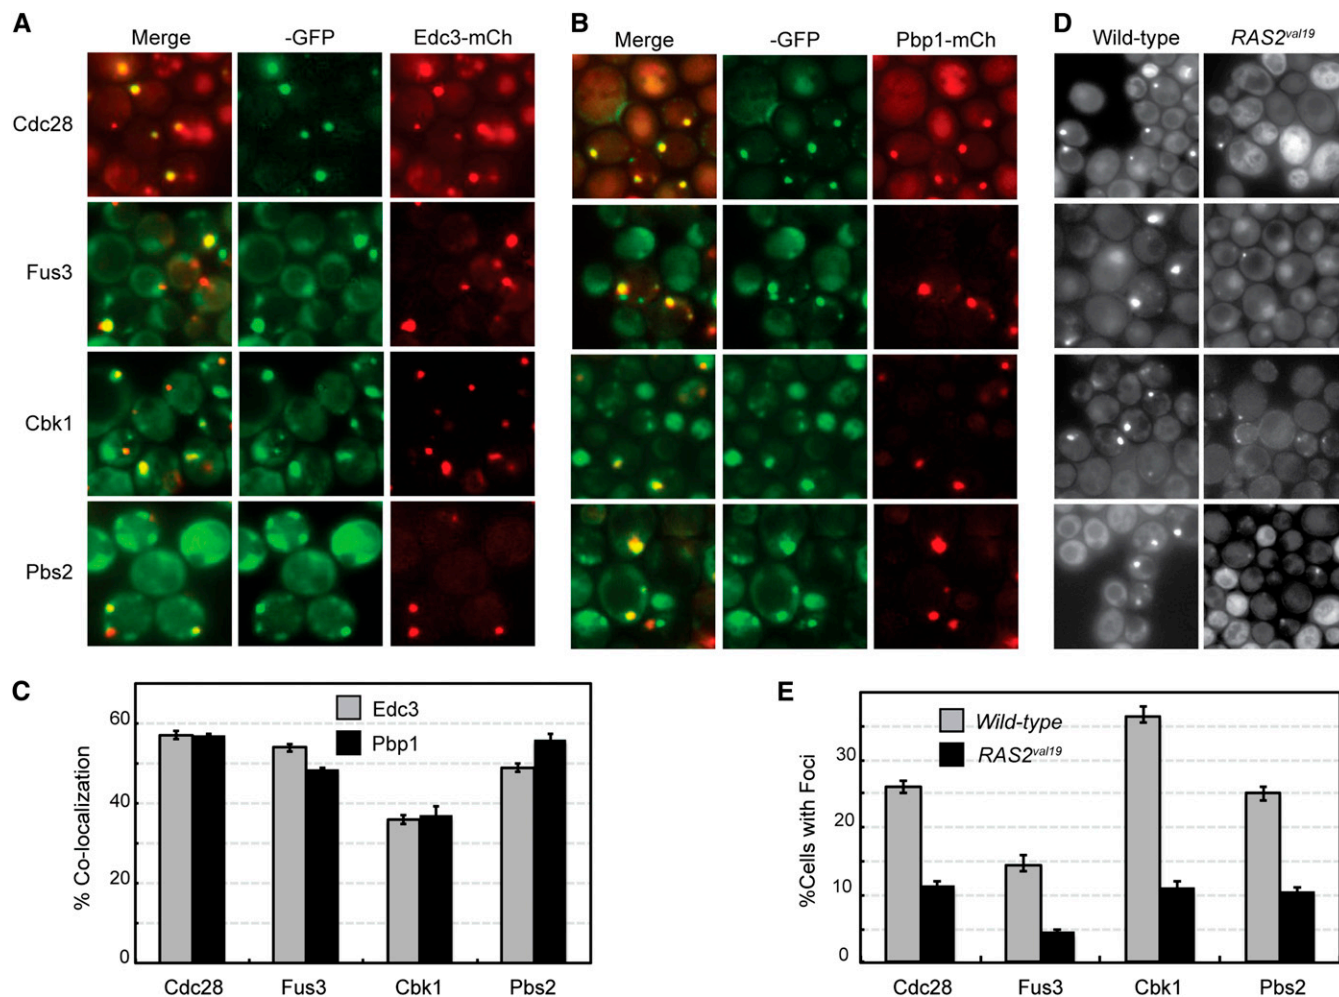 A
Merge -GFP Edc3-mCh
Cdc28
Fus3
Cbk1
Pbs2
B
Merge -GFP Pbp1-mCh
D
Wild-type RAS2val19
C
% Co-localization
60
40
20
0
Edc3
Pbp1
Cdc28 Fus3 Cbk1 Pbs2
E
%Cells with Foci
30
20
10
0
Wild-type
RAS2val19
Cdc28 Fus3 Cbk1 Pbs2